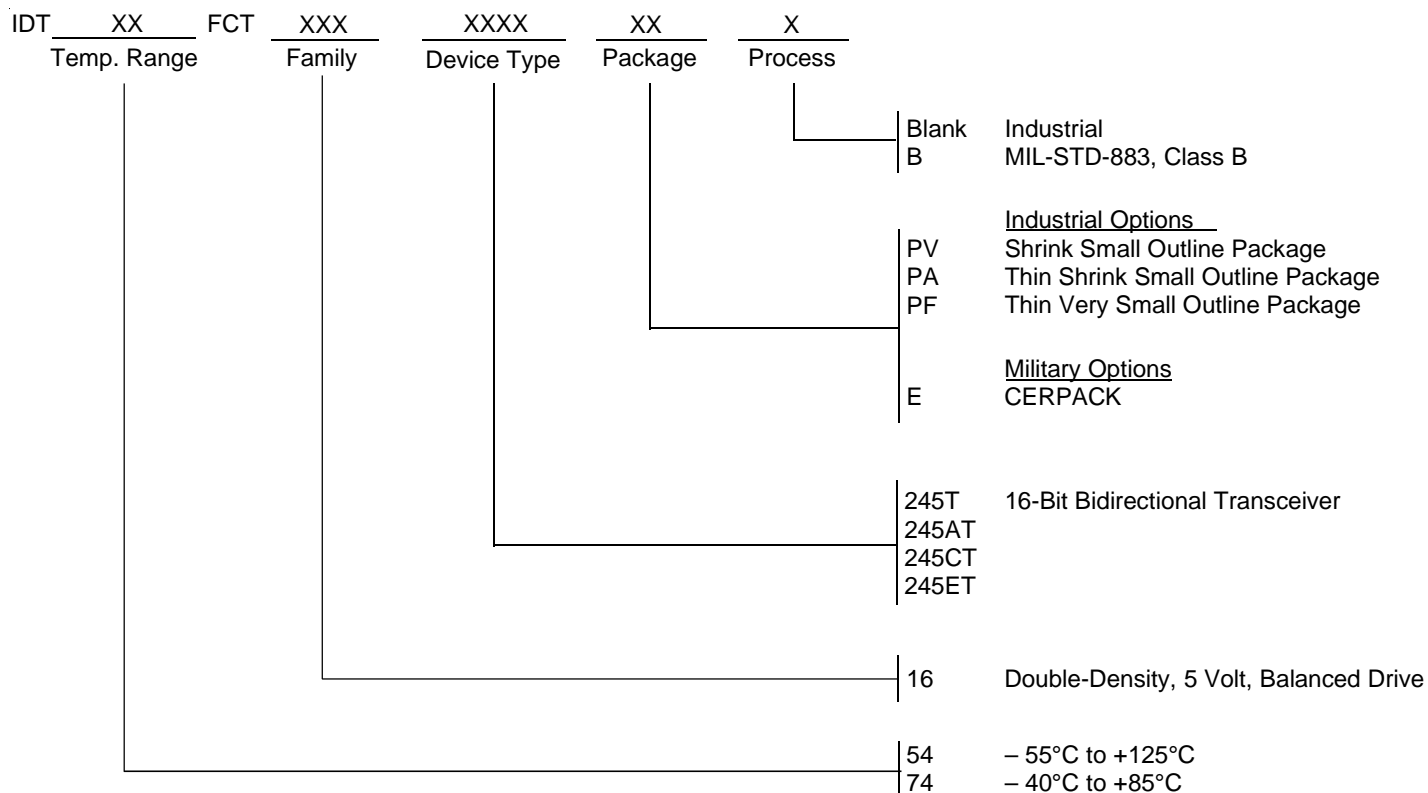 IDT XX FCT XXX XXXX XX X
Temp. Range Family Device Type Package Process
Blank Industrial
B MIL-STD-883, Class B
Industrial Options
PV Shrink Small Outline Package
PA Thin Shrink Small Outline Package
PF Thin Very Small Outline Package
Military Options
E CERPACK
245T 16-Bit Bidirectional Transceiver
245AT
245CT
245ET
16 Double-Density, 5 Volt, Balanced Drive
54 – 55°C to +125°C
74 – 40°C to +85°C